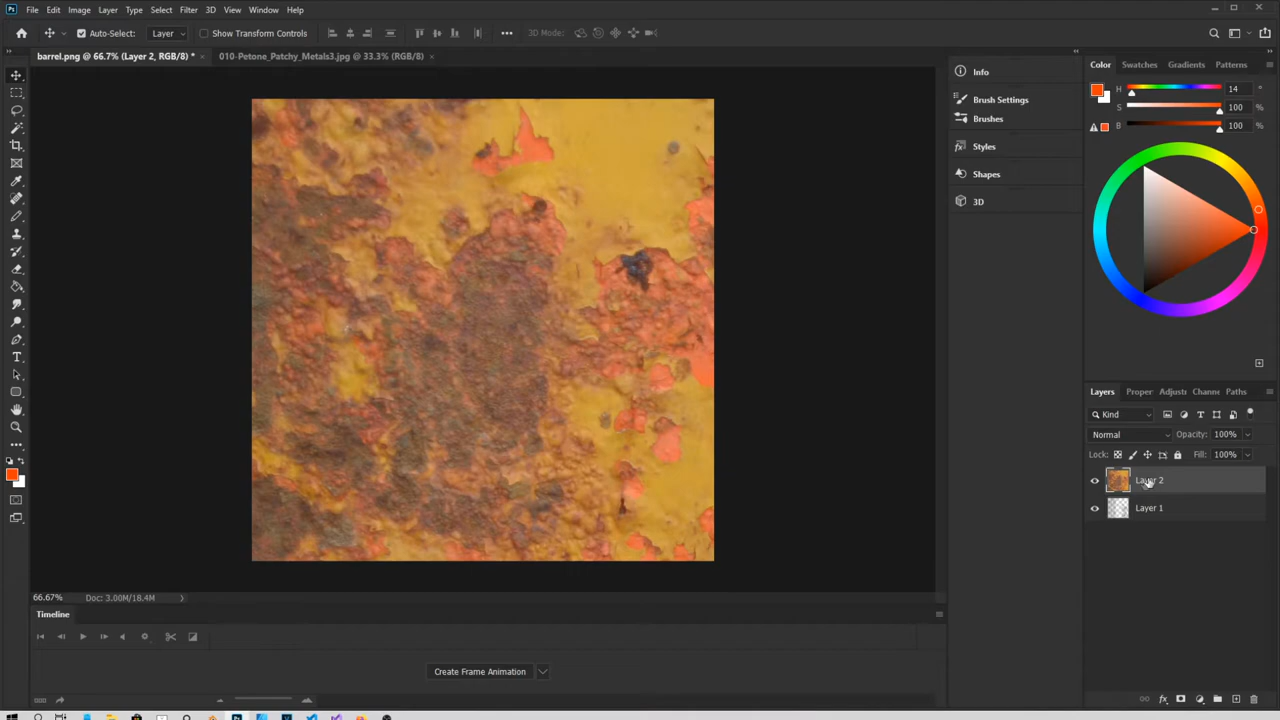 Ps File Edit Image Layer Type Select Filter 3D View Window Help
Auto-Select: Layer Show Transform Controls 3D Mode:
barrel.png @ 66.7% (Layer 2, RGB/8) * × 010-Petone_Patchy_Metals3.jpg @ 33.3% (RGB/8) ×
Info
Brush Settings
Brushes
Styles
Shapes
3D
Color Swatches Gradients Patterns
H 14 °
S 100 %
B 100 %
Layers Proper Adjustr Channe Paths
Kind
Normal Opacity: 100%
Lock: Fill: 100%
Layer 2
Layer 1
66.67% Doc: 3.00M/18.4M
Timeline
Create Frame Animation